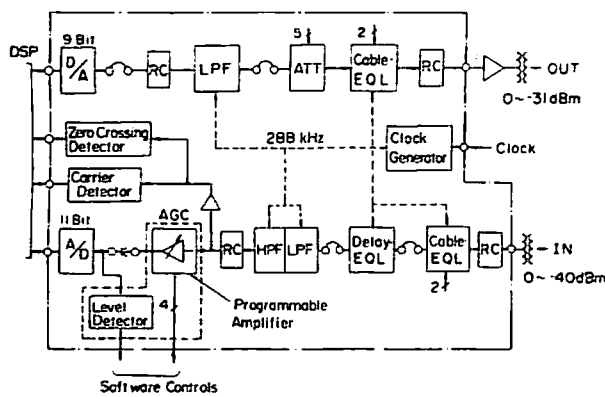 DSP
9 Bit
D/A
RC
LPF
5
ATT
2
Cable-
EQL
RC
OUT
0~-31dBm
Zero Crossing
Detector
288 kHz
Clock
Generator
Clock
Carrier
Detector
11 Bit
A/D
AGC
RC
HPF
LPF
Delay-
EQL
Cable-
EQL
2
RC
IN
0~-40dBm
Level
Detector
4
Programmable
Amplifier
Software Controls